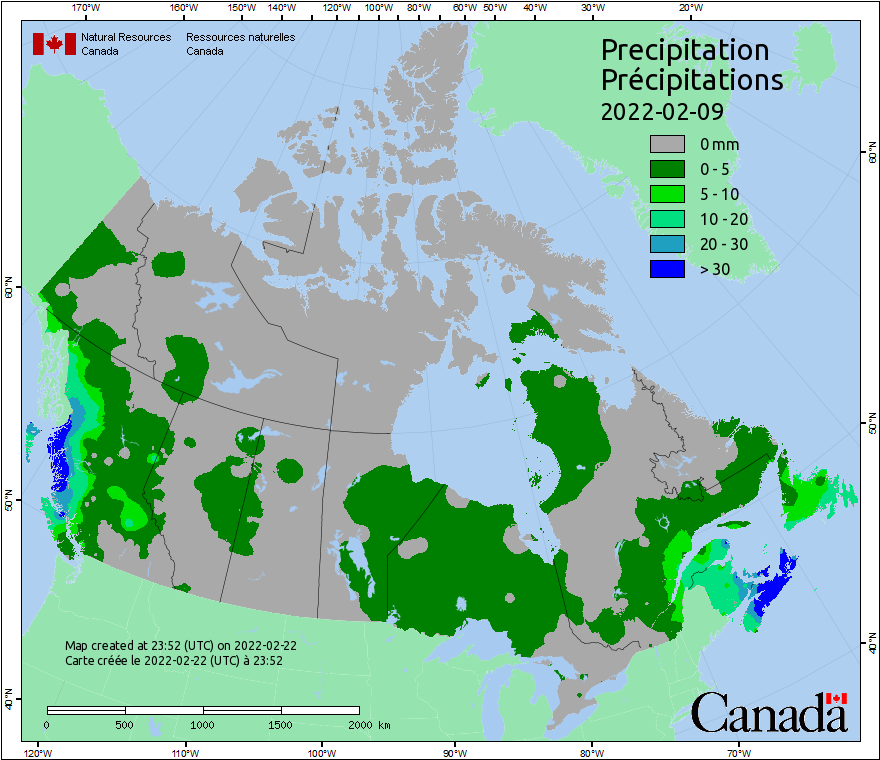 170°W 160°W 150°W 140°W 130°W 120°W 110°W 100°W 90°W 80°W 60°W 50°W 40°W 30°W 20°W
Natural Resources Ressources naturelles
Canada Canada
Precipitation
Précipitations
2022-02-09
0 mm
0 - 5
5 - 10
10 - 20
20 - 30
> 30
60°N
60°N
50°N
50°N
40°N
40°N
Map created at 23:52 (UTC) on 2022-02-22
Carte créée le 2022-02-22 (UTC) à 23:52
0 500 1000 1500 2000 km
Canada
120°W 110°W 100°W 90°W 80°W 70°W